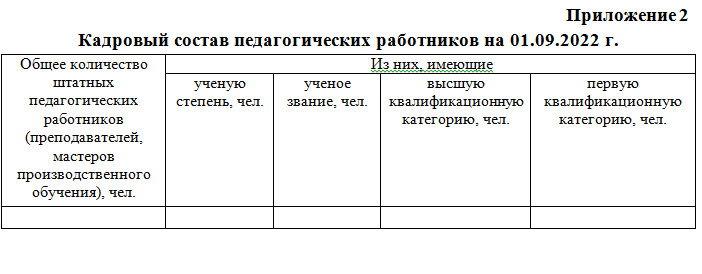 Приложение 2
Кадровый состав педагогических работников на 01.09.2022 г.
Общее количество
штатных
педагогических
работников
(преподавателей,
мастеров
производственного
обучения), чел.
Из них, имеющие
ученую
степень, чел.
ученое
звание, чел.
высшую
квалификационную
категорию, чел.
первую
квалификационную
категорию, чел.